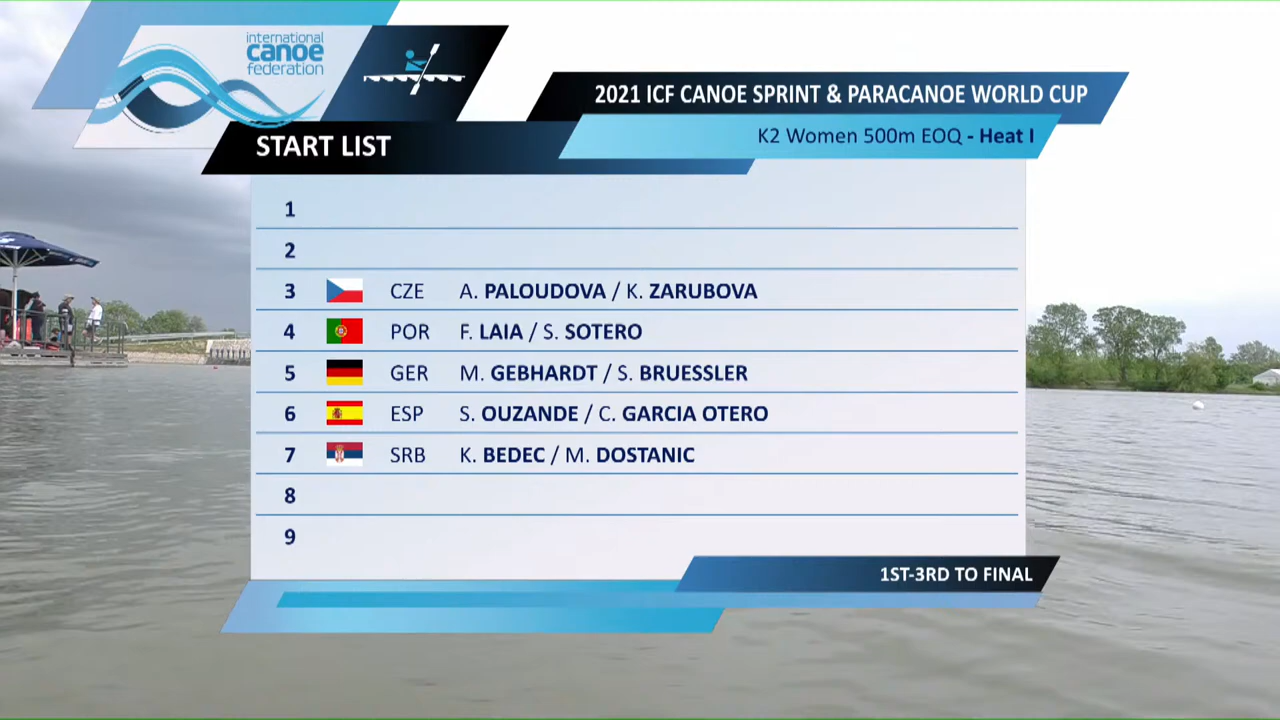 international
canoe
federation
2021 ICF CANOE SPRINT & PARACANOE WORLD CUP
K2 Women 500m EOQ - Heat I
START LIST
1
2
3 CZE A. PALOUDOVA / K. ZARUBOVA
4 POR F. LAIA / S. SOTERO
5 GER M. GEBHARDT / S. BRUESSLER
6 ESP S. OUZANDE / C. GARCIA OTERO
7 SRB K. BEDEC / M. DOSTANIC
8
9
1ST-3RD TO FINAL